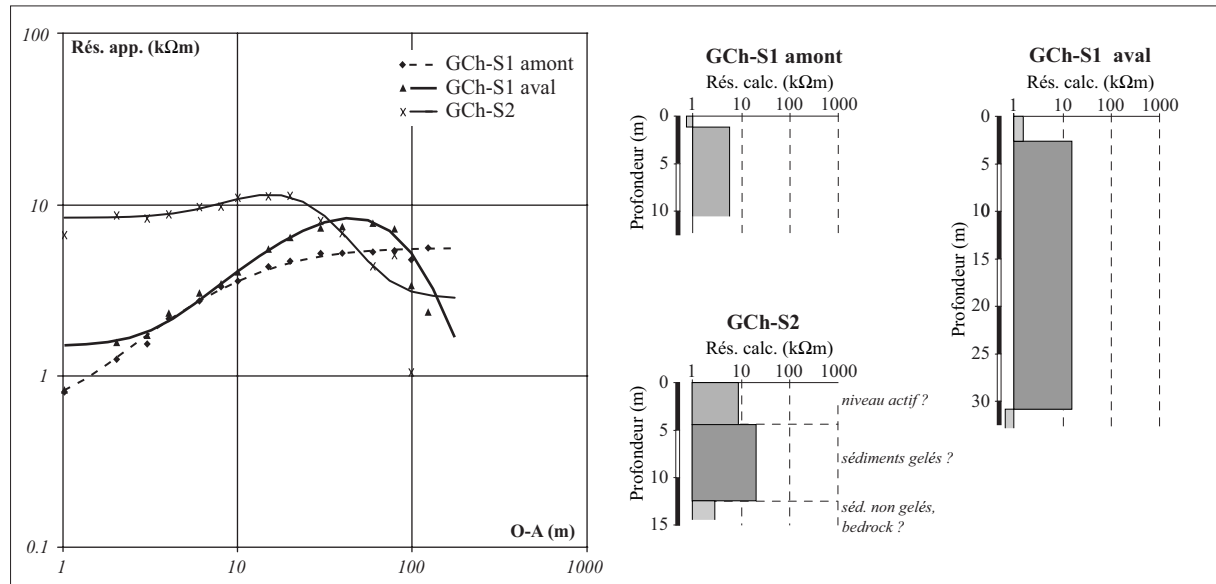 Rés. app. (kΩm)
100
10
1
0.1
1
10
100
1000
O-A (m)
GCh-S1 amont
GCh-S1 aval
GCh-S2
GCh-S1 amont
Rés. calc. (kΩm)
1 10 100 1000
Profondeur (m)
0
5
10
GCh-S2
Rés. calc. (kΩm)
1 10 100 1000
Profondeur (m)
0
5
10
15
niveau actif ?
sédiments gelés ?
séd. non gelés,
bedrock ?
GCh-S1 aval
Rés. calc. (kΩm)
1 10 100 1000
Profondeur (m)
0
5
10
15
20
25
30